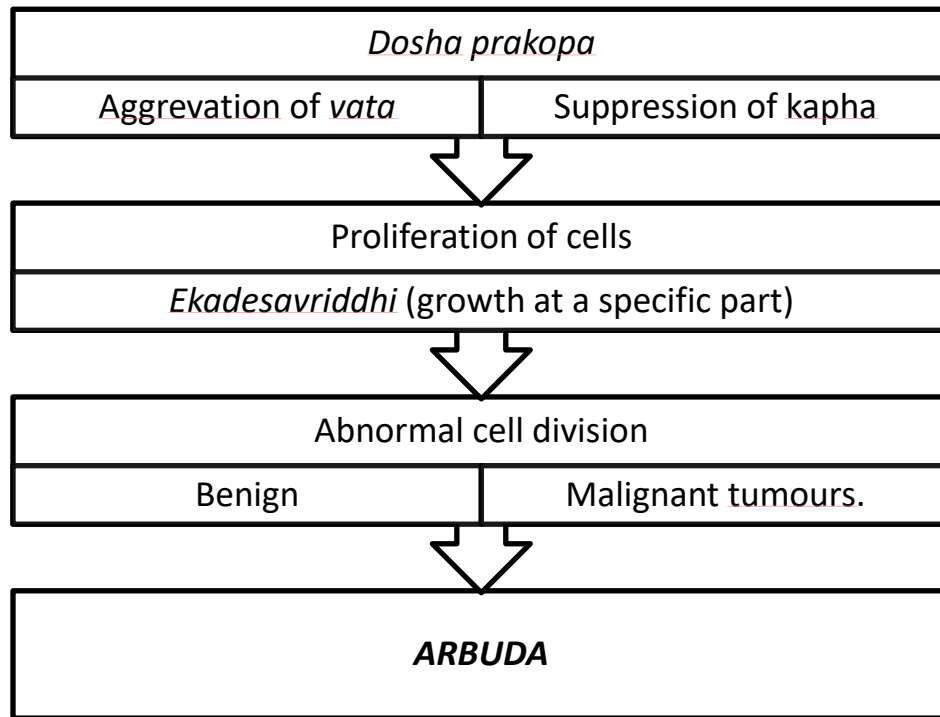 Dosha prakopa
Aggrevation of vata
Suppression of kapha
Proliferation of cells
Ekadesavriddhi (growth at a specific part)
Abnormal cell division
Benign
Malignant tumours.
ARBUDA